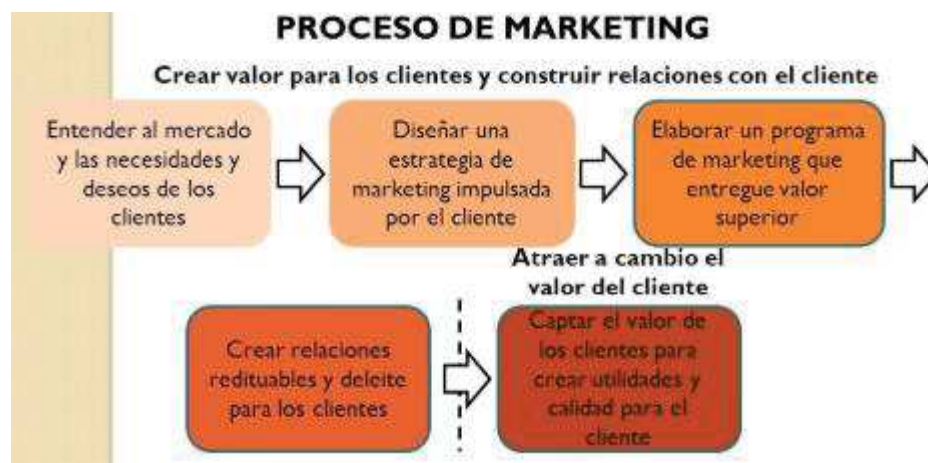 PROCESO DE MARKETING
Crear valor para los clientes y construir relaciones con el cliente
Entender al mercado
y las necesidades y
deseos de los
clientes
Diseñar una
estrategia de
marketing impulsada
por el cliente
Elaborar un programa
de marketing que
entregue valor
superior
Atraer a cambio el
valor del cliente
Crear relaciones
redituables y deleite
para los clientes
Captar el valor de
los clientes para
crear utilidades y
calidad para el
cliente